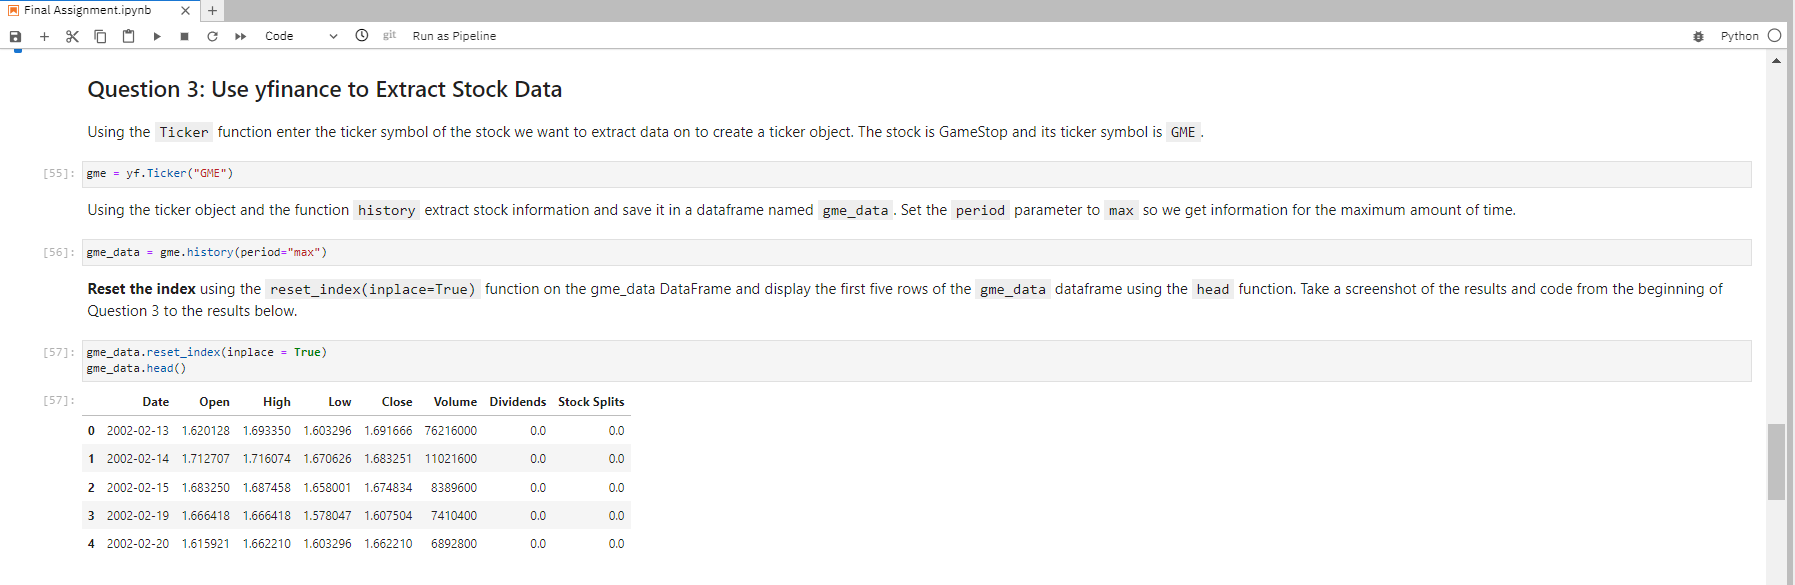 Final Assignment.ipynb
Code git Run as Pipeline Python
Question 3: Use yfinance to Extract Stock Data
Using the Ticker function enter the ticker symbol of the stock we want to extract data on to create a ticker object. The stock is GameStop and its ticker symbol is GME.
[55]: gme = yf.Ticker("GME")
Using the ticker object and the function history extract stock information and save it in a dataframe named gme_data. Set the period parameter to max so we get information for the maximum amount of time.
[56]: gme_data = gme.history(period="max")
Reset the index using the reset_index(inplace=True) function on the gme_data DataFrame and display the first five rows of the gme_data dataframe using the head function. Take a screenshot of the results and code from the beginning of
Question 3 to the results below.
[57]: gme_data.reset_index(inplace = True)
gme_data.head()
[57]: Date Open High Low Close Volume Dividends Stock Splits
0 2002-02-13 1.620128 1.693350 1.603296 1.691666 76216000 0.0 0.0
1 2002-02-14 1.712707 1.716074 1.670626 1.683251 11021600 0.0 0.0
2 2002-02-15 1.683250 1.687458 1.658001 1.674834 8389600 0.0 0.0
3 2002-02-19 1.666418 1.666418 1.578047 1.607504 7410400 0.0 0.0
4 2002-02-20 1.615921 1.662210 1.603296 1.662210 6892800 0.0 0.0